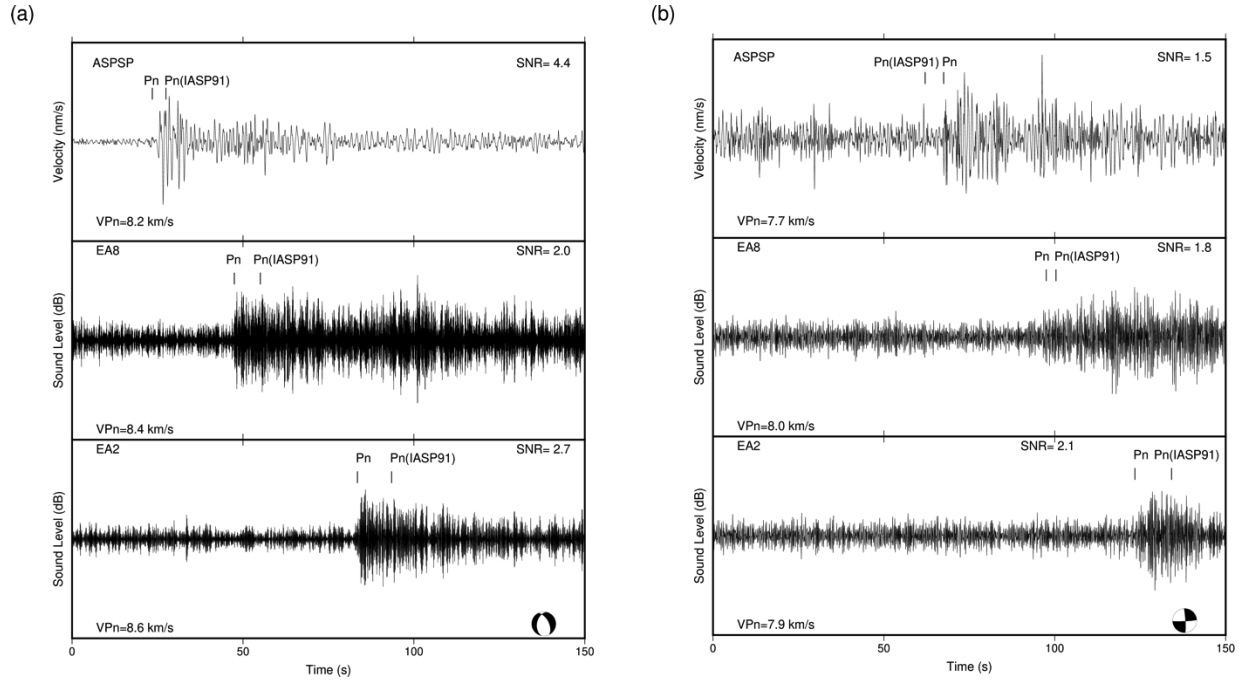 (a)
ASPSP
SNR= 4.4
Pn Pn(IASP91)
Velocity (nm/s)
VPn=8.2 km/s
EA8
SNR= 2.0
Pn Pn(IASP91)
Sound Level (dB)
VPn=8.4 km/s
EA2
SNR= 2.7
Pn Pn(IASP91)
Sound Level (dB)
VPn=8.6 km/s
0 50 100 150
Time (s)
(b)
ASPSP
SNR= 1.5
Pn(IASP91) Pn
Velocity (nm/s)
VPn=7.7 km/s
EA8
SNR= 1.8
Pn Pn(IASP91)
Sound Level (dB)
VPn=8.0 km/s
EA2
SNR= 2.1
Pn Pn(IASP91)
Sound Level (dB)
VPn=7.9 km/s
0 50 100 150
Time (s)